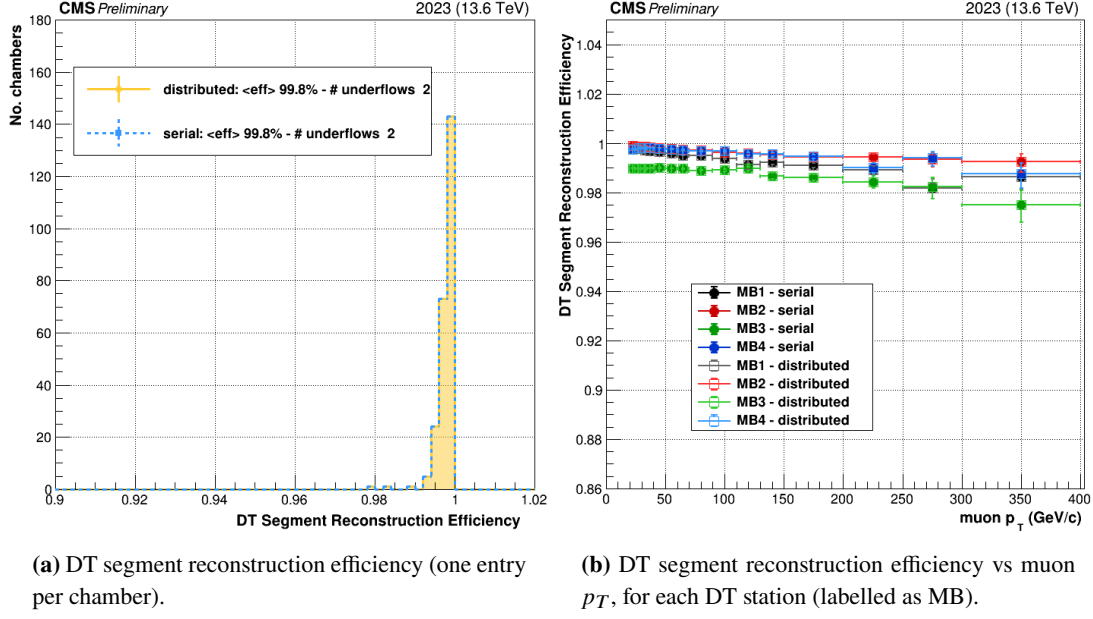 CMS Preliminary 2023 (13.6 TeV)
No. chambers
180
160
140
120
100
80
60
40
20
0
distributed: <eff> 99.8% - # underflows 2
serial: <eff> 99.8% - # underflows 2
0.9 0.92 0.94 0.96 0.98 1 1.02
DT Segment Reconstruction Efficiency
CMS Preliminary 2023 (13.6 TeV)
DT Segment Reconstruction Efficiency
1.04
1.02
1
0.98
0.96
0.94
0.92
0.9
0.88
0.86
MB1 - serial
MB2 - serial
MB3 - serial
MB4 - serial
MB1 - distributed
MB2 - distributed
MB3 - distributed
MB4 - distributed
0 50 100 150 200 250 300 350 400
muon p_T (GeV/c)
(a) DT segment reconstruction efficiency (one entry
per chamber).
(b) DT segment reconstruction efficiency vs muon
p_T, for each DT station (labelled as MB).